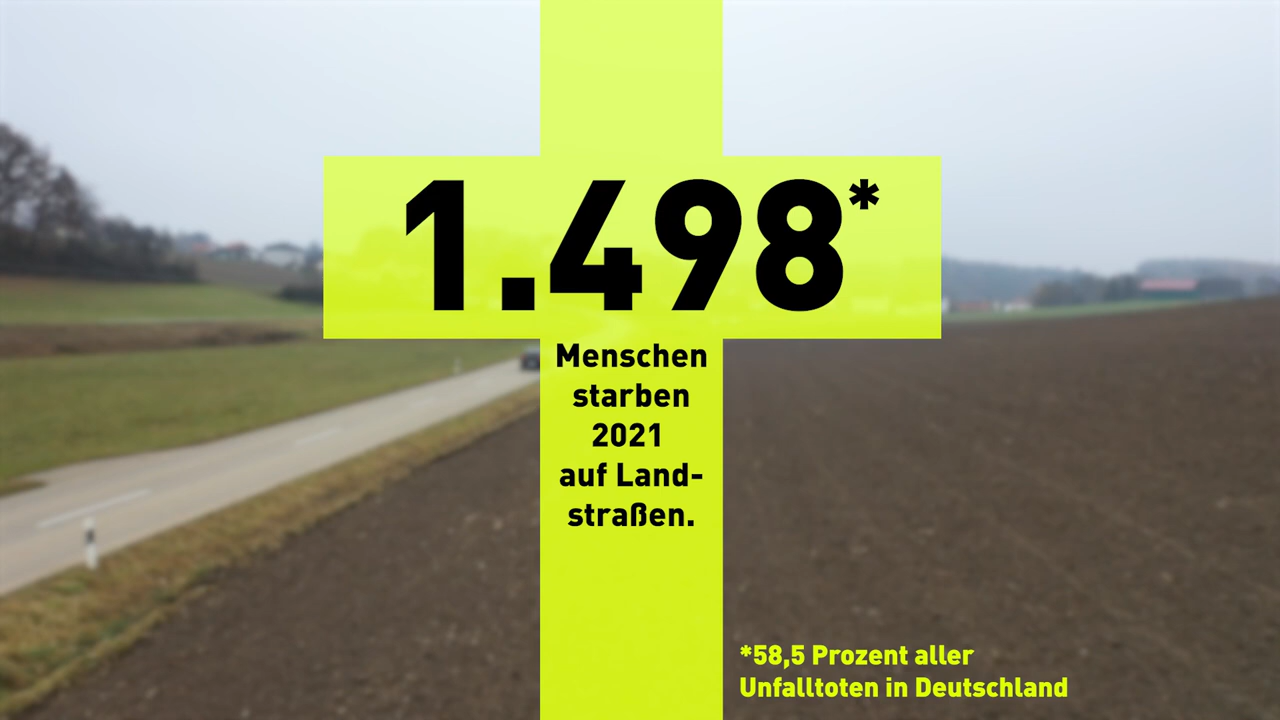 1.498*
Menschen
starben
2021
auf Land-
straßen.
*58,5 Prozent aller
Unfalltoten in Deutschland